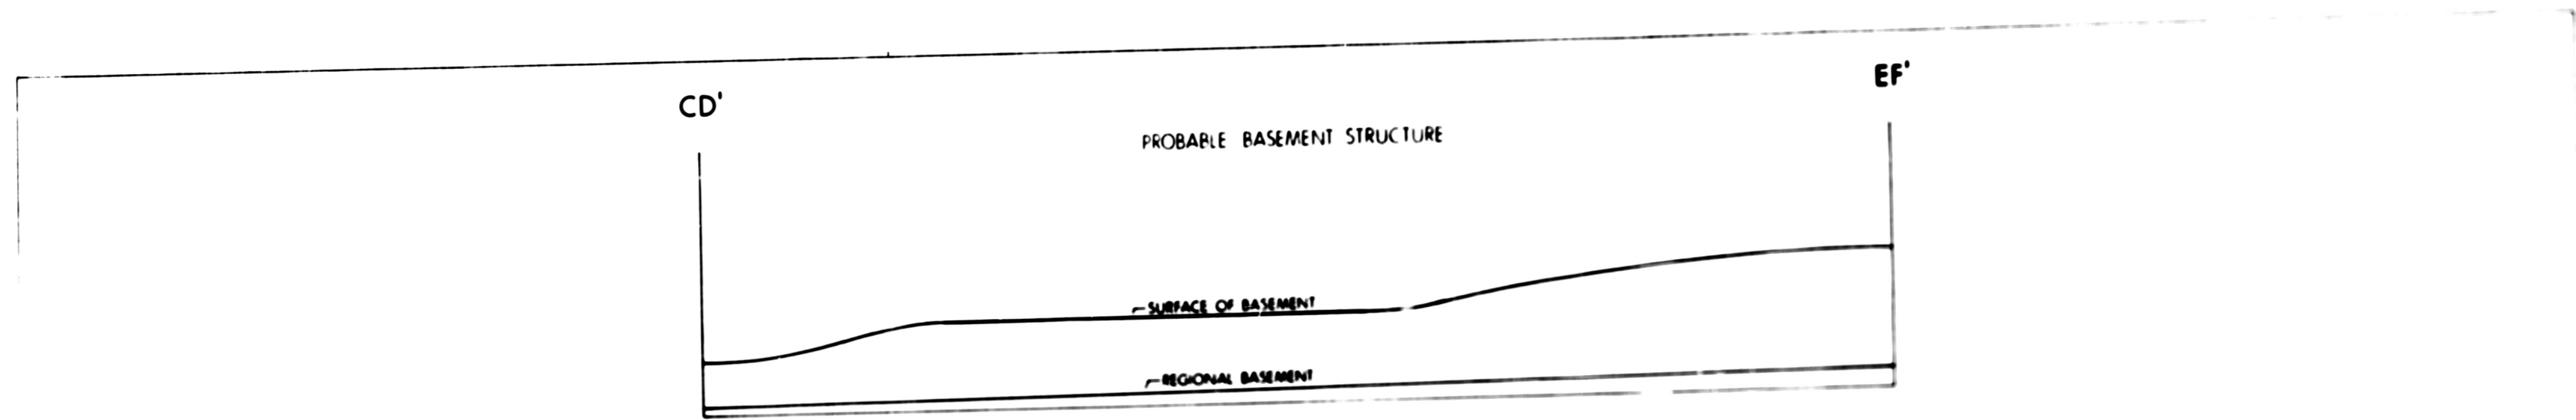 EF'
CD'
PROBABLE BASEMENT STRUCTURE
SURFACE OF BASEMENT
REGIONAL BASEMENT